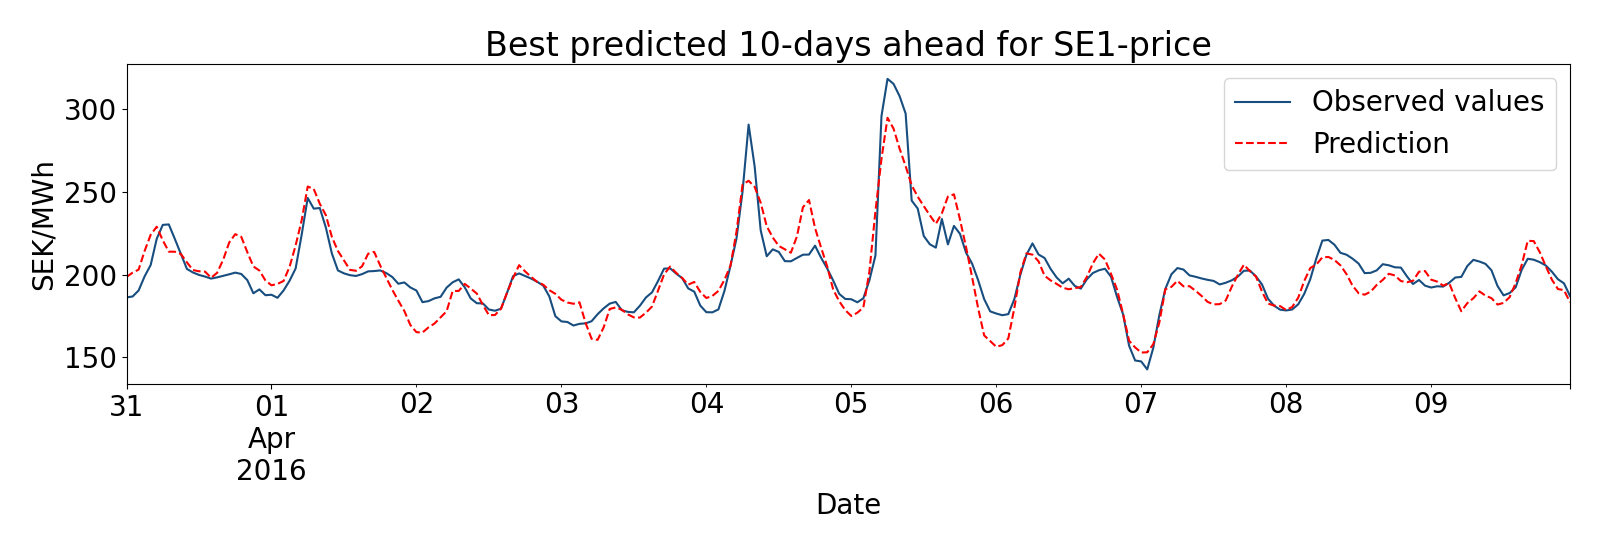 Best predicted 10-days ahead for SE1-price
SEK/MWh
300
250
200
150
Observed values
Prediction
31 01 02 03 04 05 06 07 08 09
Apr
2016
Date